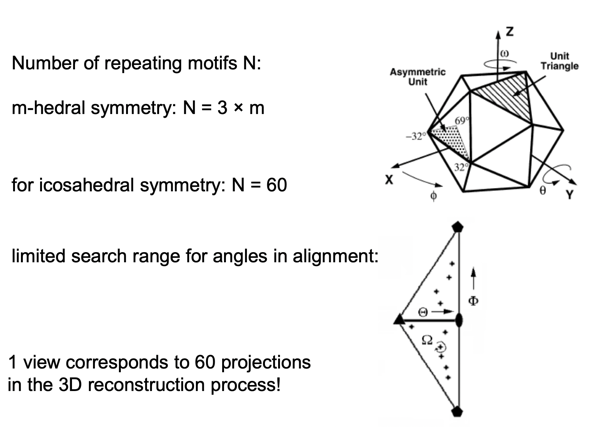 Number of repeating motifs N:
m-hedral symmetry: N = 3 × m
for icosahedral symmetry: N = 60
limited search range for angles in alignment:
1 view corresponds to 60 projections
in the 3D reconstruction process!
Z
ω
Unit
Triangle
Asymmetric
Unit
69°
-32°
32°
X
ϕ
θ
Y
Θ
Φ
Ω